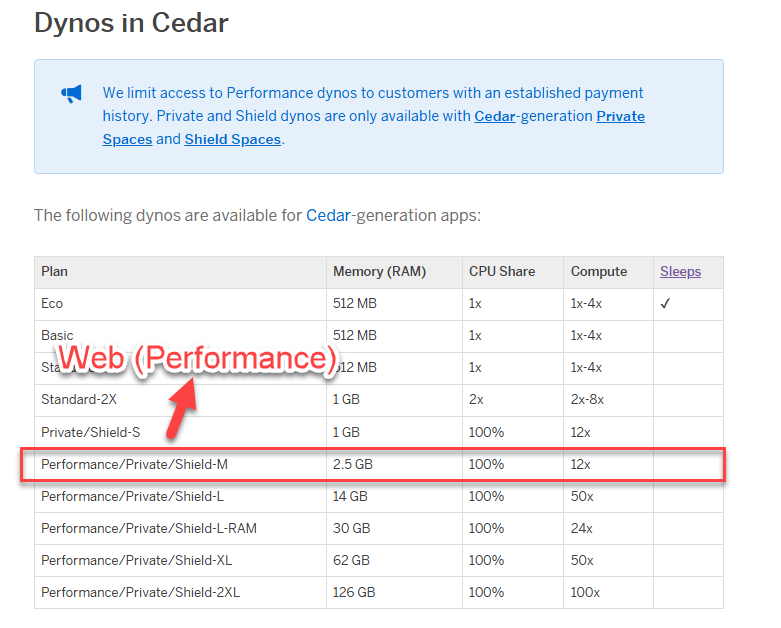 Dynos in Cedar
We limit access to Performance dynos to customers with an established payment
history. Private and Shield dynos are only available with Cedar-generation Private
Spaces and Shield Spaces.
The following dynos are available for Cedar-generation apps:
Plan Memory (RAM) CPU Share Compute Sleeps
Eco 512 MB 1x 1x-4x ✓
Basic 512 MB 1x 1x-4x
Web (Performance)
512 MB 1x 1x-4x
Standard-2X 1 GB 2x 2x-8x
Private/Shield-S 1 GB 100% 12x
Performance/Private/Shield-M 2.5 GB 100% 12x
Performance/Private/Shield-L 14 GB 100% 50x
Performance/Private/Shield-L-RAM 30 GB 100% 24x
Performance/Private/Shield-XL 62 GB 100% 50x
Performance/Private/Shield-2XL 126 GB 100% 100x